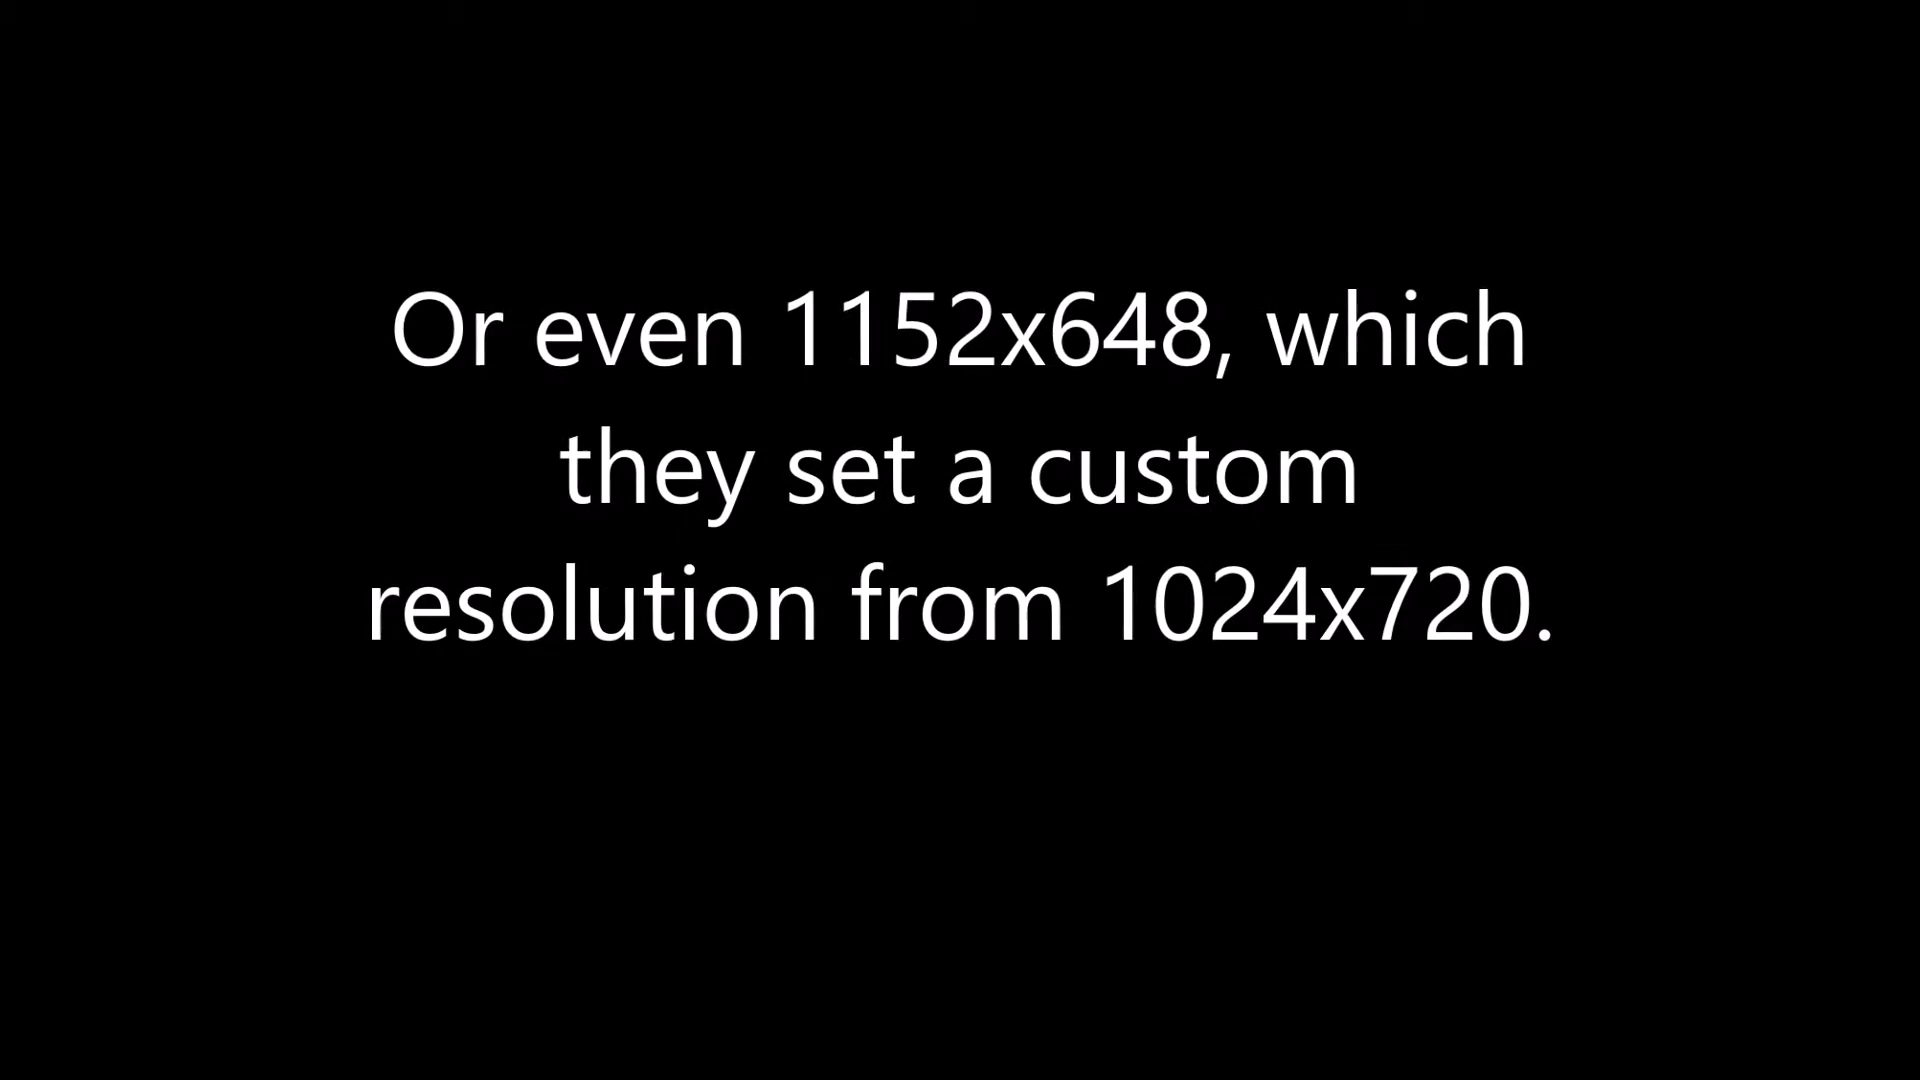 Or even 1152x648, which
they set a custom
resolution from 1024x720.